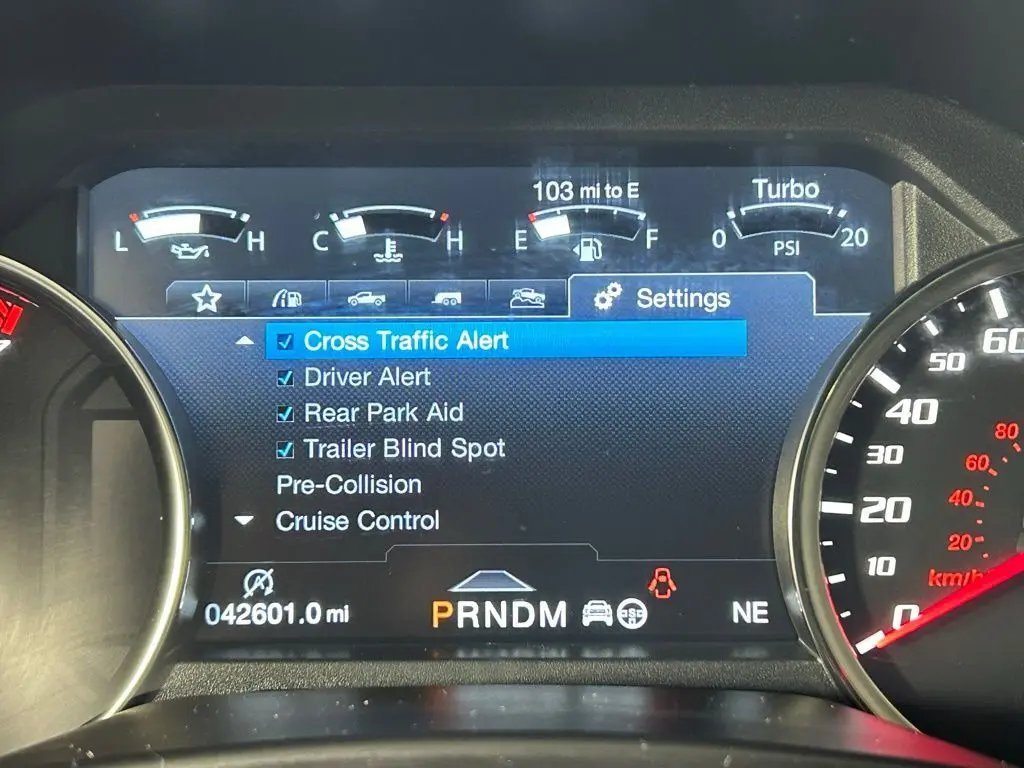 103 mi to E
Turbo
L H
C H
E F
0 20
PSI
Settings
Cross Traffic Alert
Driver Alert
Rear Park Aid
Trailer Blind Spot
Pre-Collision
Cruise Control
042601.0 mi
PRNDM
NE
60
50
40
30
20
10
0
80
60
40
20
km/h